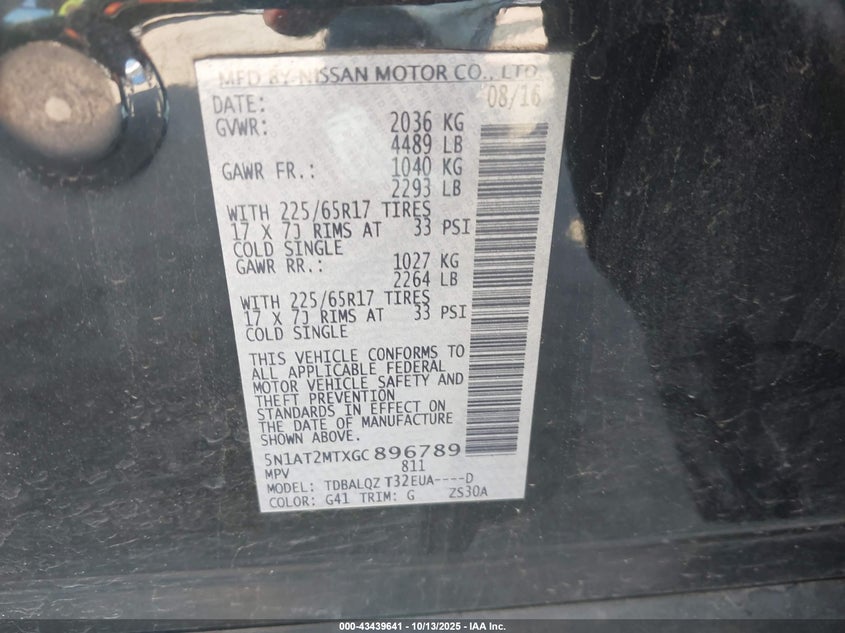 MFD BY NISSAN MOTOR CO., LTD.
DATE: 08/16
GVWR: 2036 KG
4489 LB
GAWR FR.: 1040 KG
2293 LB
WITH 225/65R17 TIRES
17 X 7J RIMS AT 33 PSI
COLD SINGLE
GAWR RR.: 1027 KG
2264 LB
WITH 225/65R17 TIRES
17 X 7J RIMS AT 33 PSI
COLD SINGLE
THIS VEHICLE CONFORMS TO
ALL APPLICABLE FEDERAL
MOTOR VEHICLE SAFETY AND
THEFT PREVENTION
STANDARDS IN EFFECT ON
THE DATE OF MANUFACTURE
SHOWN ABOVE.
5N1AT2MTXGC896789
MPV 811
MODEL: TDBALQZ T32EUA----D
COLOR: G41 TRIM: G ZS30A
000-43439641 - 10/13/2025 - IAA Inc.